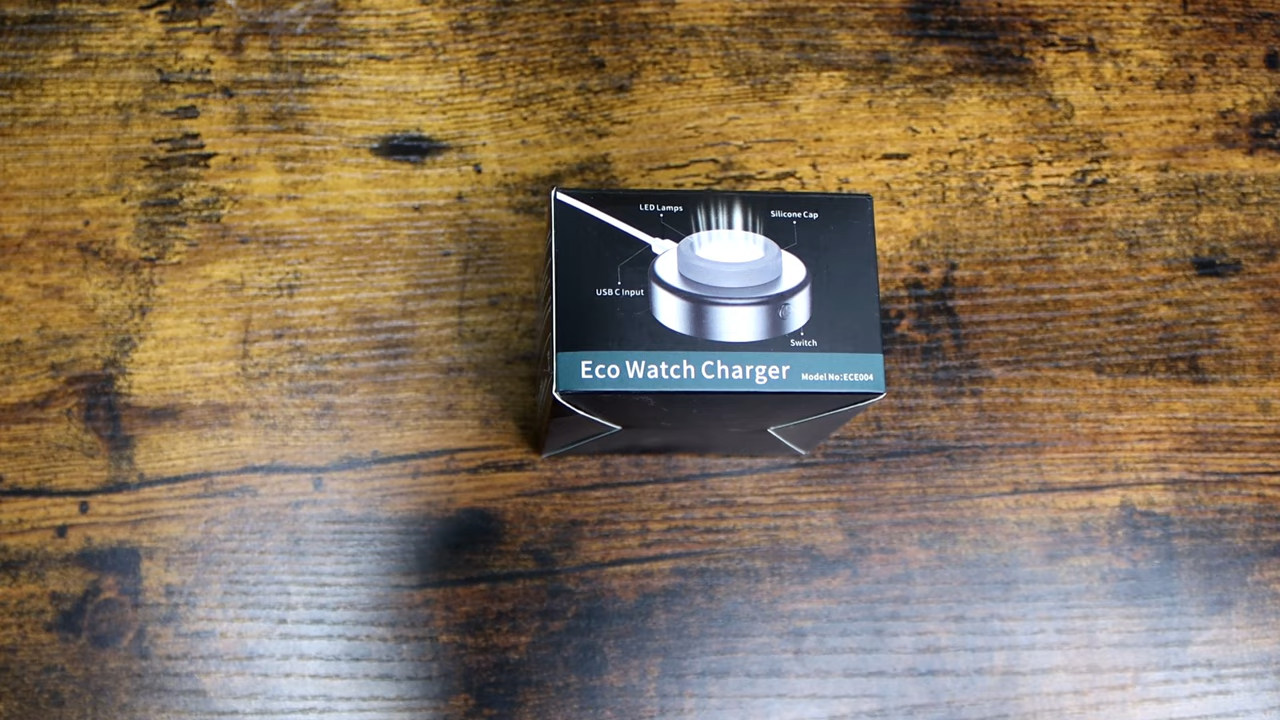 LED Lamps
Silicone Cap
USB C Input
Switch
Eco Watch Charger Model No:ECE004